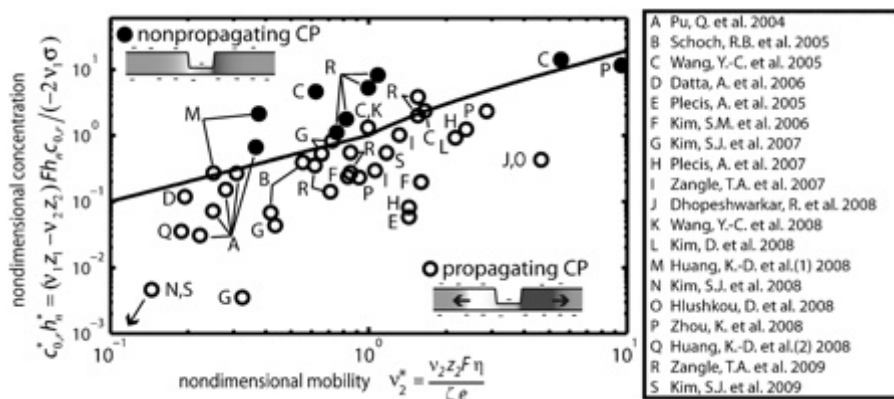 nonpropagating CP
propagating CP
nondimensional concentration
c*0,r h*n = (ν1z1 − ν2z2) Fhn c0,r /(−2ν1σ)
10^1
10^0
10^-1
10^-2
10^-3
10^-1
10^0
10^1
nondimensional mobility ν2* = ν2z2Fη / ζe
R
C
C
P
M
C,K
R
G
H
P
C
L
I
S
J,O
B
F
R
R
P
I
F
D
A
Q
G
H
E
N,S
G
A Pu, Q. et al. 2004
B Schoch, R.B. et al. 2005
C Wang, Y.-C. et al. 2005
D Datta, A. et al. 2006
E Plecis, A. et al. 2005
F Kim, S.M. et al. 2006
G Kim, S.J. et al. 2007
H Plecis, A. et al. 2007
I Zangle, T.A. et al. 2007
J Dhopeshwarkar, R. et al. 2008
K Wang, Y.-C. et al. 2008
L Kim, D. et al. 2008
M Huang, K.-D. et al.(1) 2008
N Kim, S.J. et al. 2008
O Hlushkou, D. et al. 2008
P Zhou, K. et al. 2008
Q Huang, K.-D. et al.(2) 2008
R Zangle, T.A. et al. 2009
S Kim, S.J. et al. 2009